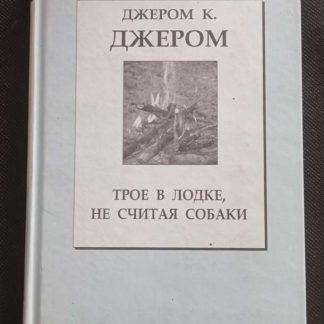 ДЖЕРОМ К.
ДЖЕРОМ
ТРОЕ В ЛОДКЕ,
НЕ СЧИТАЯ СОБАКИ